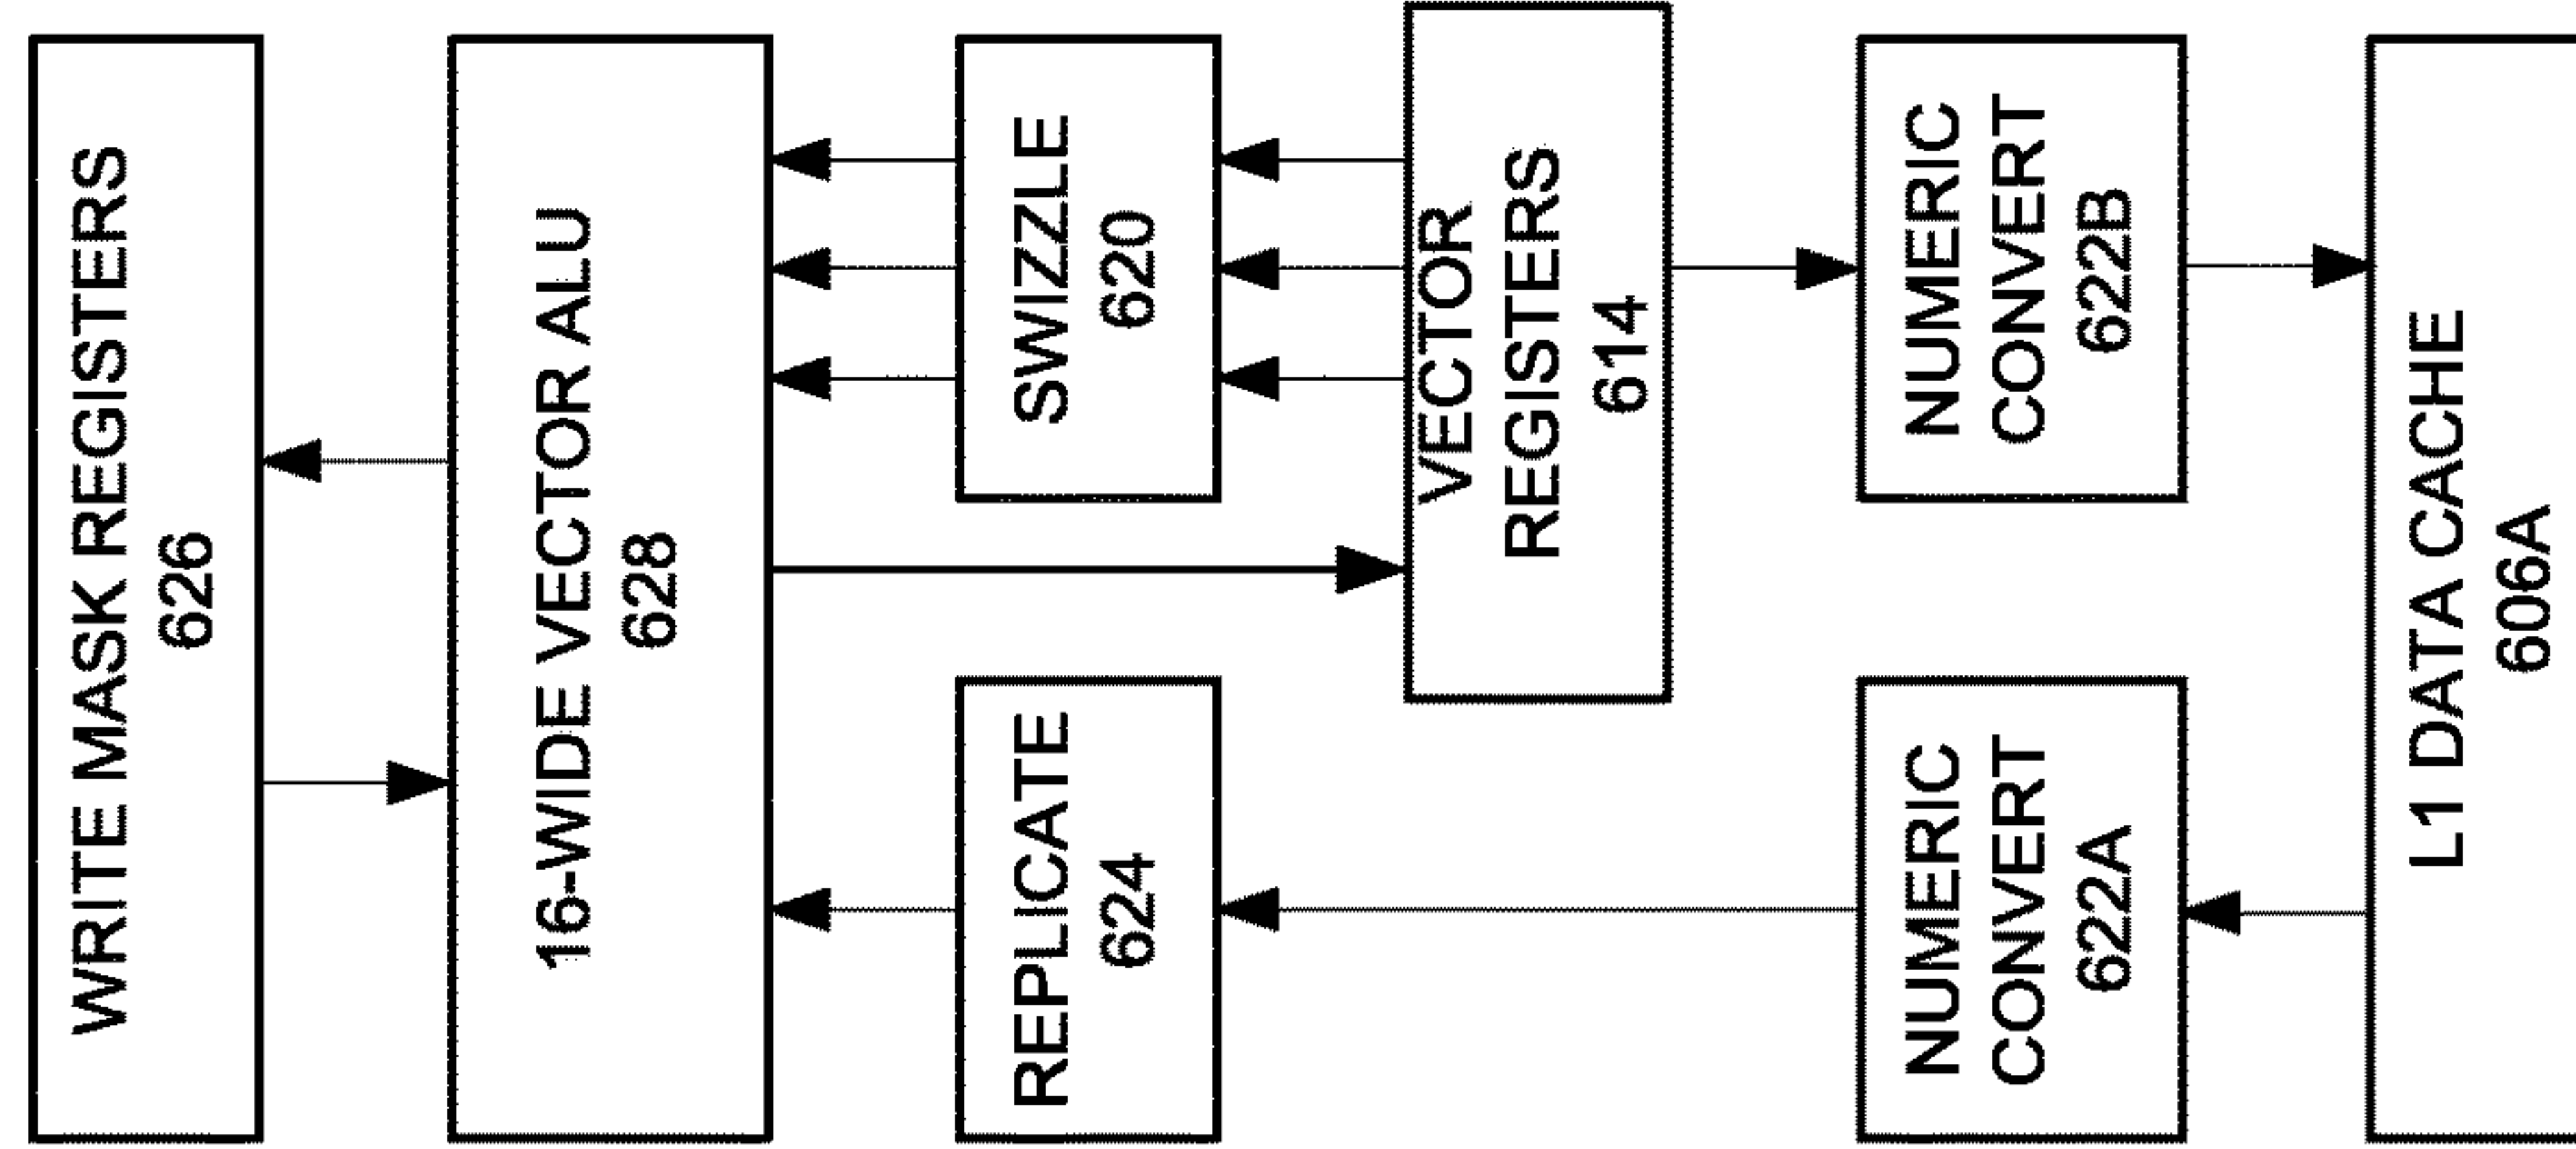 WRITE MASK REGISTERS
626
16-WIDE VECTOR ALU
628
REPLICATE
624
SWIZZLE
620
VECTOR
REGISTERS
614
NUMERIC
CONVERT
622A
NUMERIC
CONVERT
622B
L1 DATA CACHE
606A